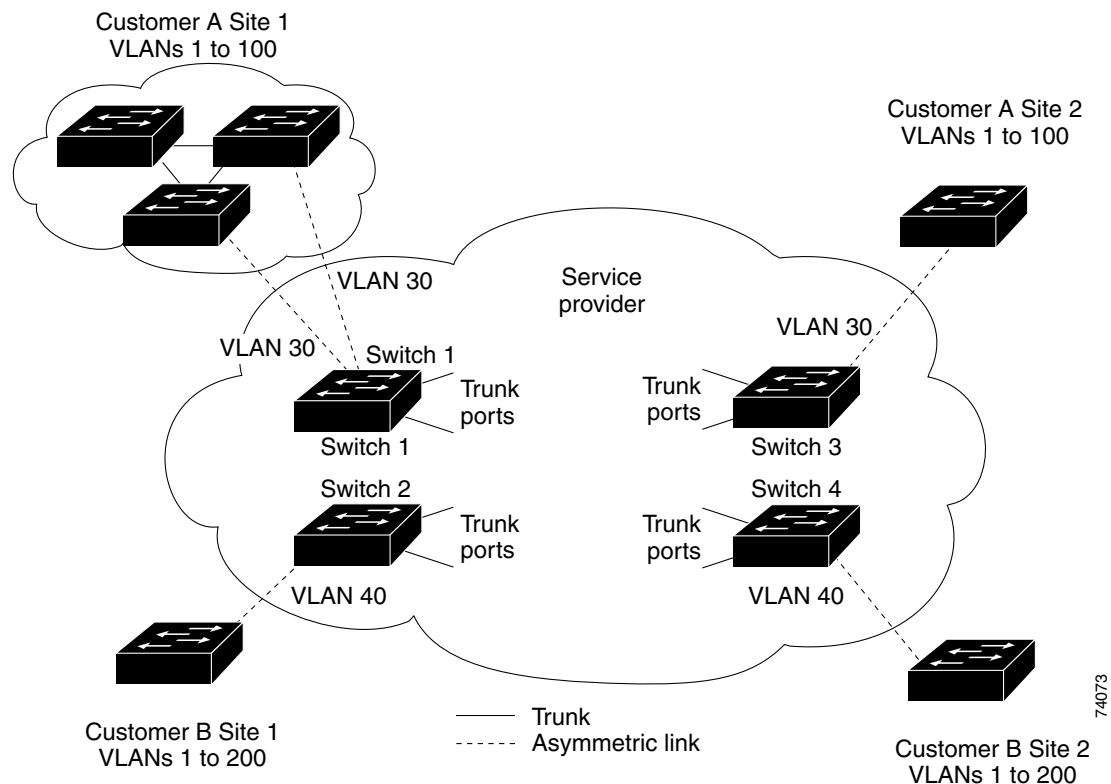 Customer A Site 1
VLANs 1 to 100
Customer A Site 2
VLANs 1 to 100
VLAN 30
Service
provider
VLAN 30
VLAN 30
Switch 1
Trunk
ports
Trunk
ports
Switch 1
Switch 3
Switch 2
Switch 4
Trunk
ports
Trunk
ports
VLAN 40
VLAN 40
Customer B Site 1
VLANs 1 to 200
Trunk
Asymmetric link
Customer B Site 2
VLANs 1 to 200
74073